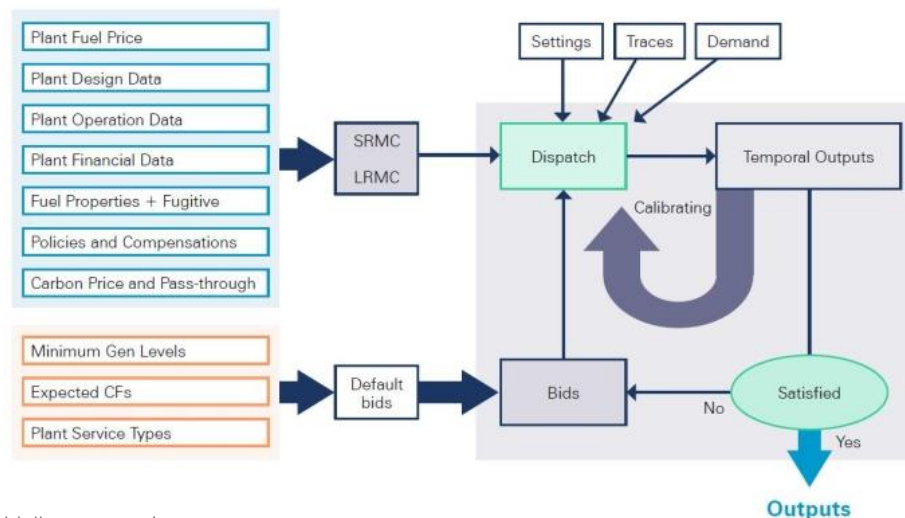 Plant Fuel Price
Plant Design Data
Plant Operation Data
Plant Financial Data
Fuel Properties + Fugitive
Policies and Compensations
Carbon Price and Pass-through
Minimum Gen Levels
Expected CFs
Plant Service Types
SRMC
LRMC
Default
bids
Settings
Traces
Demand
Dispatch
Temporal Outputs
Calibrating
Bids
No
Satisfied
Yes
Outputs